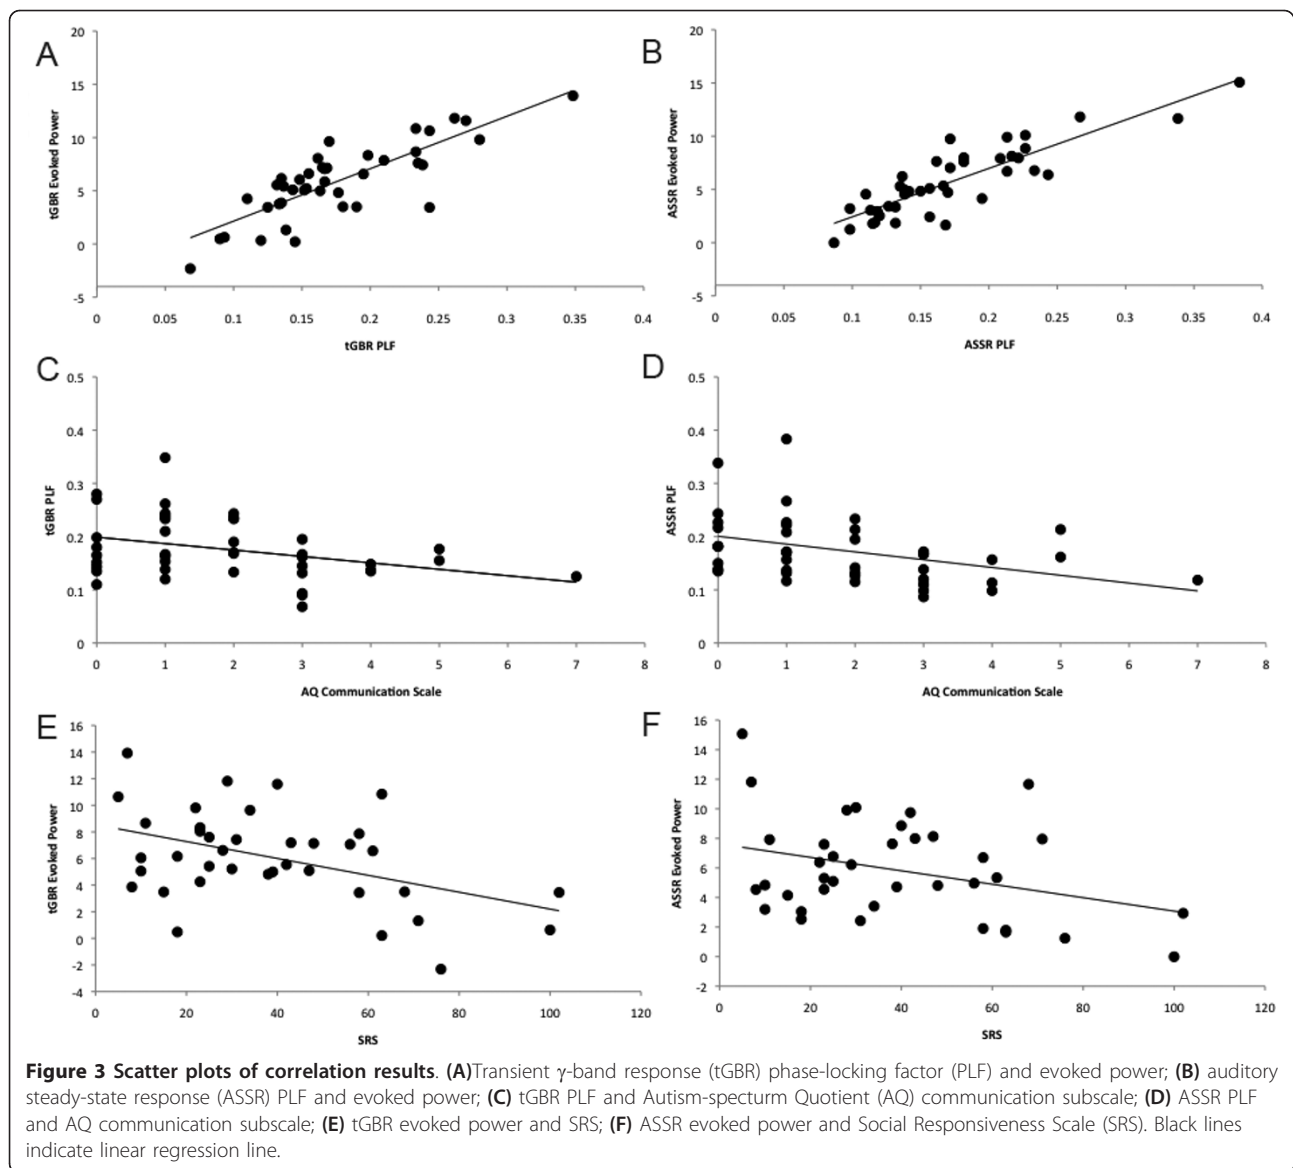 A
20
15
10
5
0
-5
tGBR Evoked Power
0 0.05 0.1 0.15 0.2 0.25 0.3 0.35 0.4
tGBR PLF
B
20
15
10
5
0
-5
ASSR Evoked Power
0 0.05 0.1 0.15 0.2 0.25 0.3 0.35 0.4
ASSR PLF
C
0.5
0.4
0.3
0.2
0.1
0
tGBR PLF
0 1 2 3 4 5 6 7 8
AQ Communication Scale
D
0.5
0.4
0.3
0.2
0.1
0
ASSR PLF
0 1 2 3 4 5 6 7 8
AQ Communication Scale
E
16
14
12
10
8
6
4
2
0
-2
-4
tGBR Evoked Power
0 20 40 60 80 100 120
SRS
F
16
14
12
10
8
6
4
2
0
-2
ASSR Evoked Power
0 20 40 60 80 100 120
SRS
Figure 3 Scatter plots of correlation results. (A)Transient γ-band response (tGBR) phase-locking factor (PLF) and evoked power; (B) auditory
steady-state response (ASSR) PLF and evoked power; (C) tGBR PLF and Autism-specturm Quotient (AQ) communication subscale; (D) ASSR PLF
and AQ communication subscale; (E) tGBR evoked power and SRS; (F) ASSR evoked power and Social Responsiveness Scale (SRS). Black lines
indicate linear regression line.